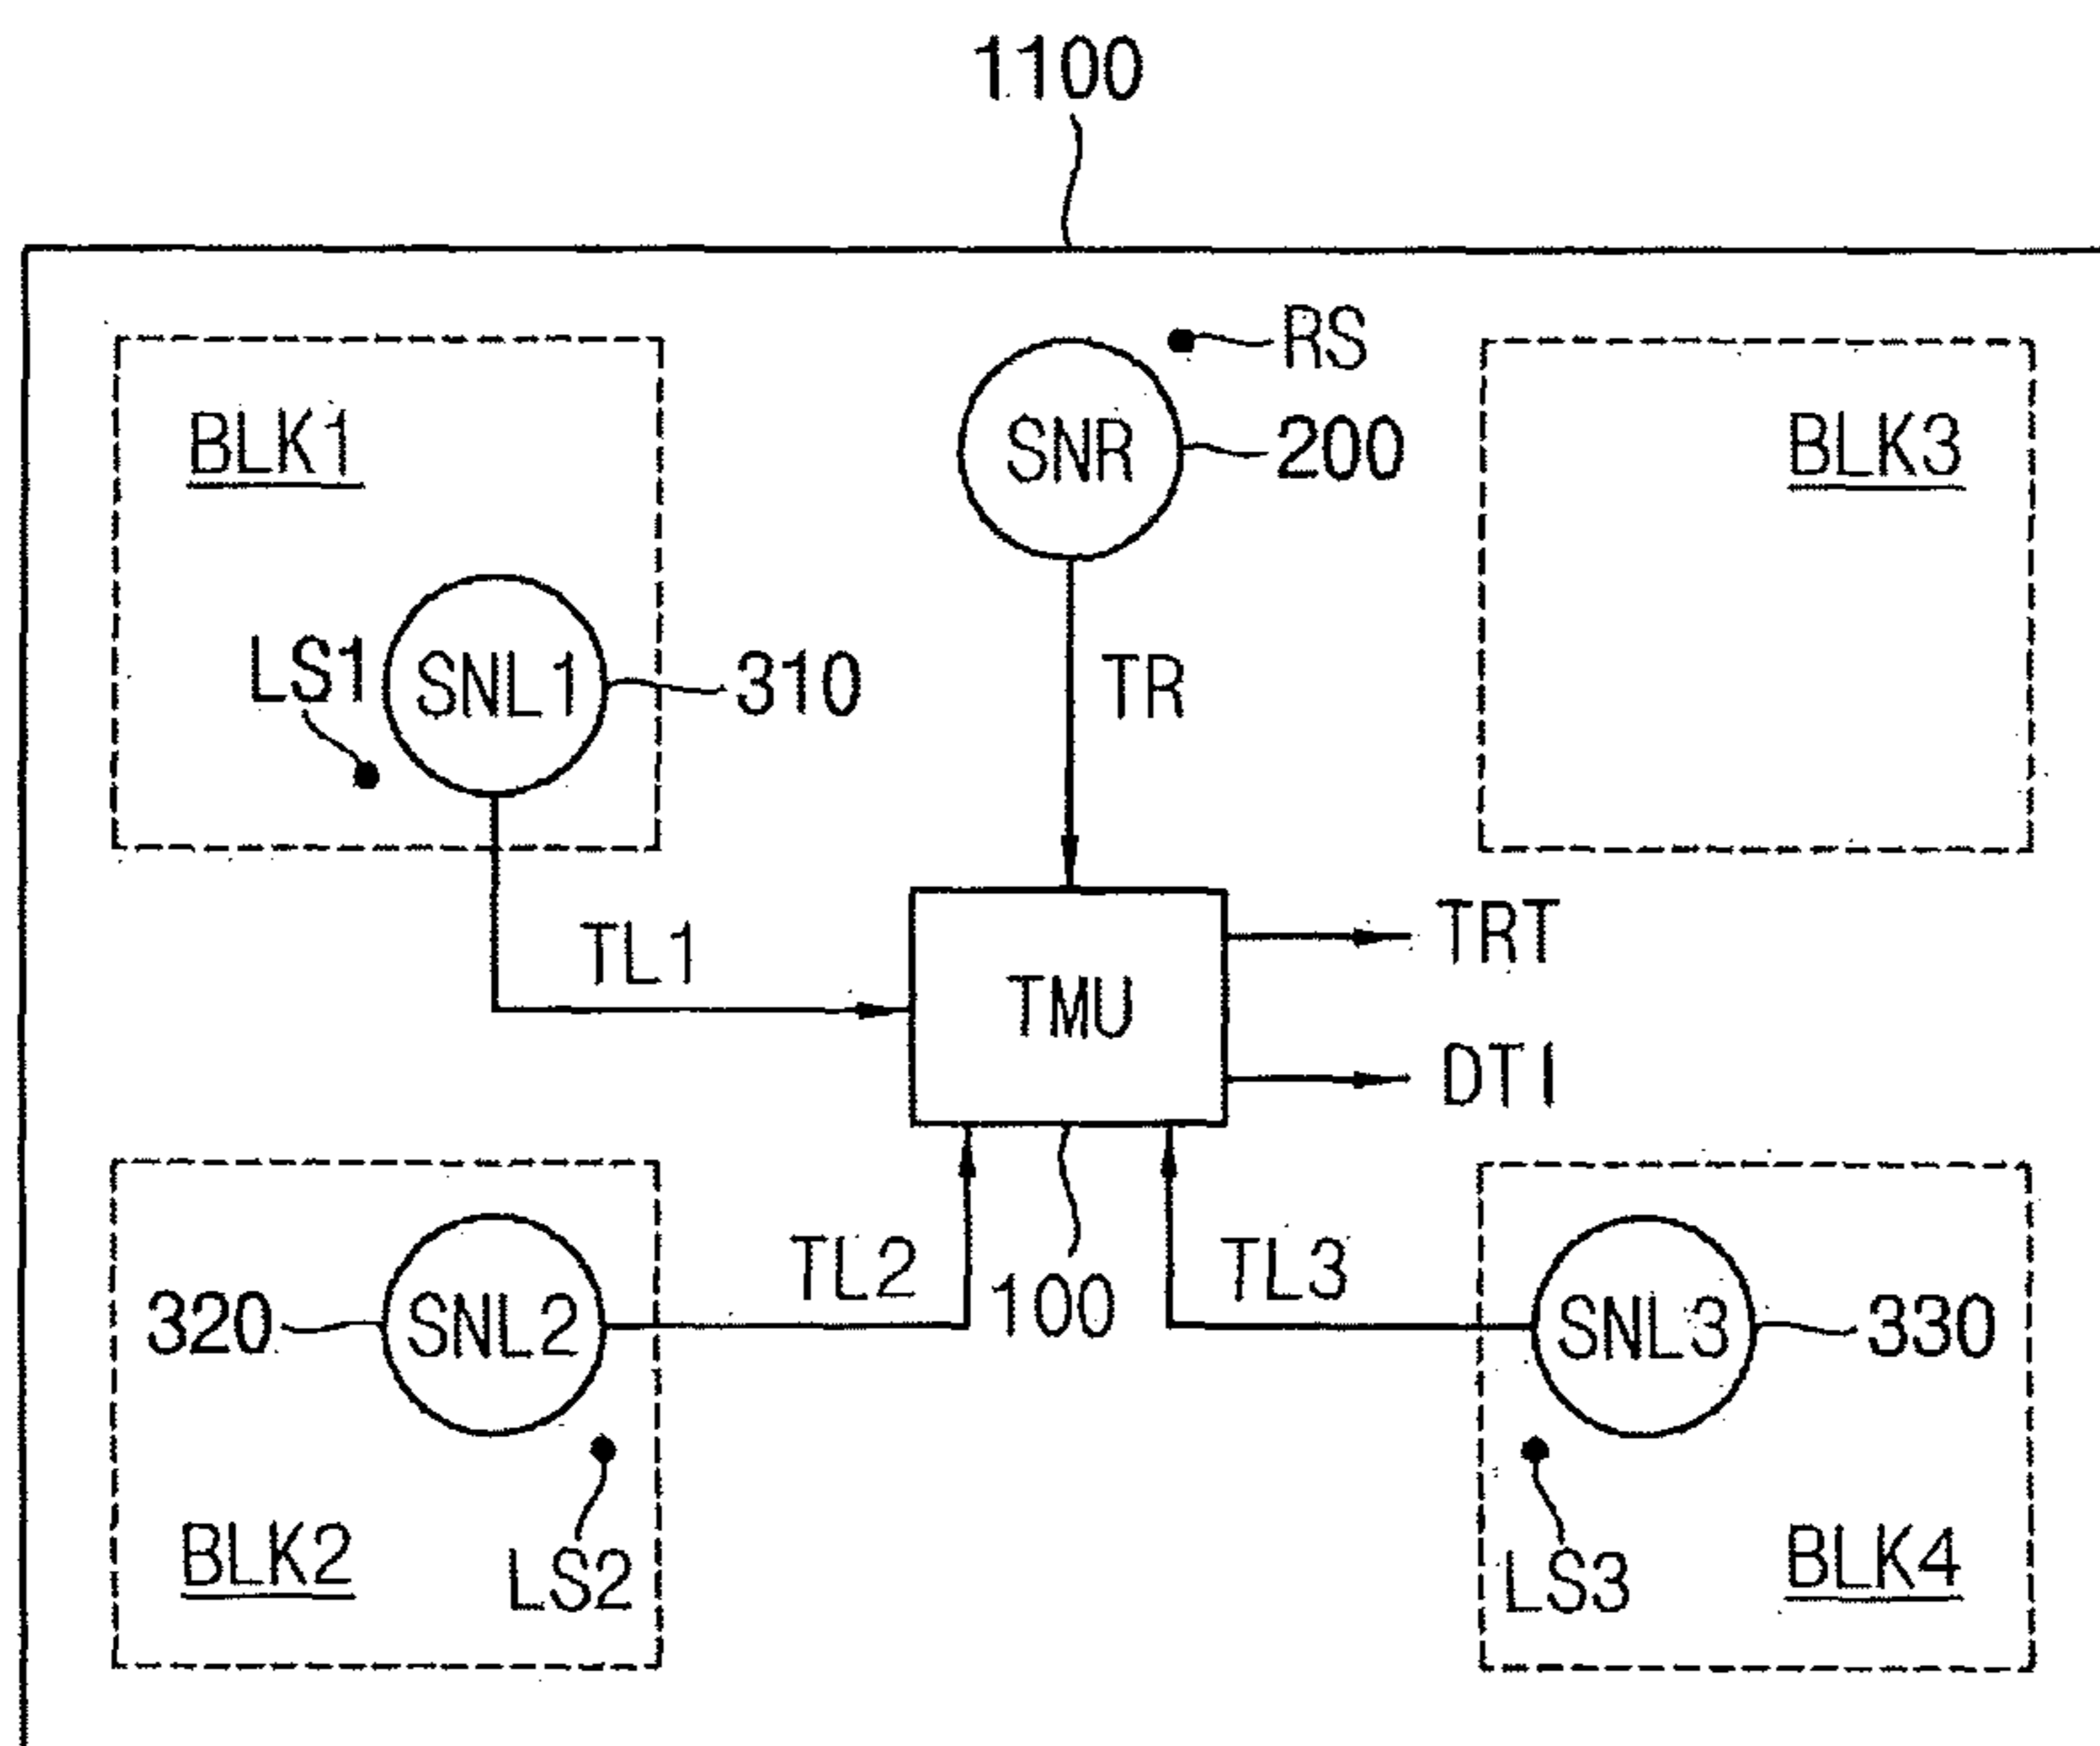 1100
RS
BLK1
SNR
200
BLK3
LS1
SNL1
310
TR
TL1
TRT
TMU
DTI
TL2
TL3
100
320
SNL2
SNL3
330
BLK2
LS2
LS3
BLK4